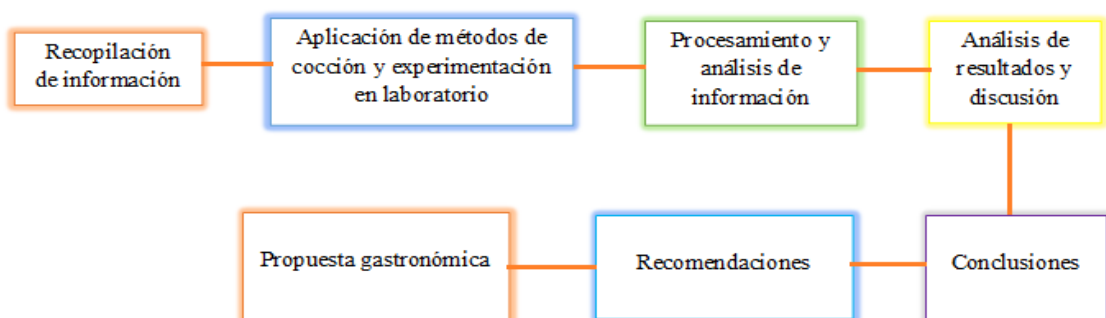 Recopilación
de información
Aplicación de métodos de
cocción y experimentación
en laboratorio
Procesamiento y
análisis de
información
Análisis de
resultados y
discusión
Conclusiones
Recomendaciones
Propuesta gastronómica